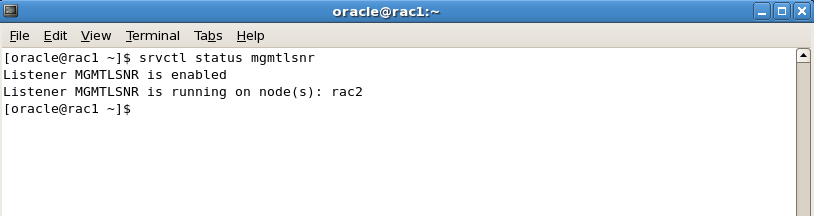 oracle@rac1:~
File Edit View Terminal Tabs Help
[oracle@rac1 ~]$ srvctl status mgmtlsnr
Listener MGMTLSNR is enabled
Listener MGMTLSNR is running on node(s): rac2
[oracle@rac1 ~]$